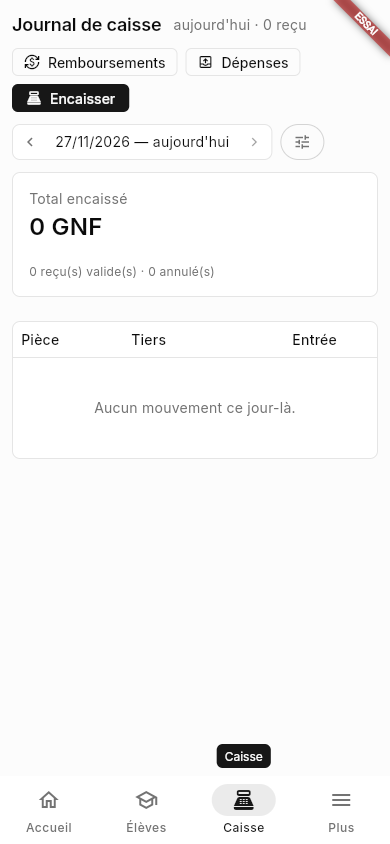 Journal de caisse aujourd'hui · 0 reçu
ESSAI
Remboursements
Dépenses
Encaisser
27/11/2026 — aujourd'hui
Total encaissé
0 GNF
0 reçu(s) valide(s) · 0 annulé(s)
Pièce Tiers Entrée
Aucun mouvement ce jour-là.
Caisse
Accueil Élèves Caisse Plus